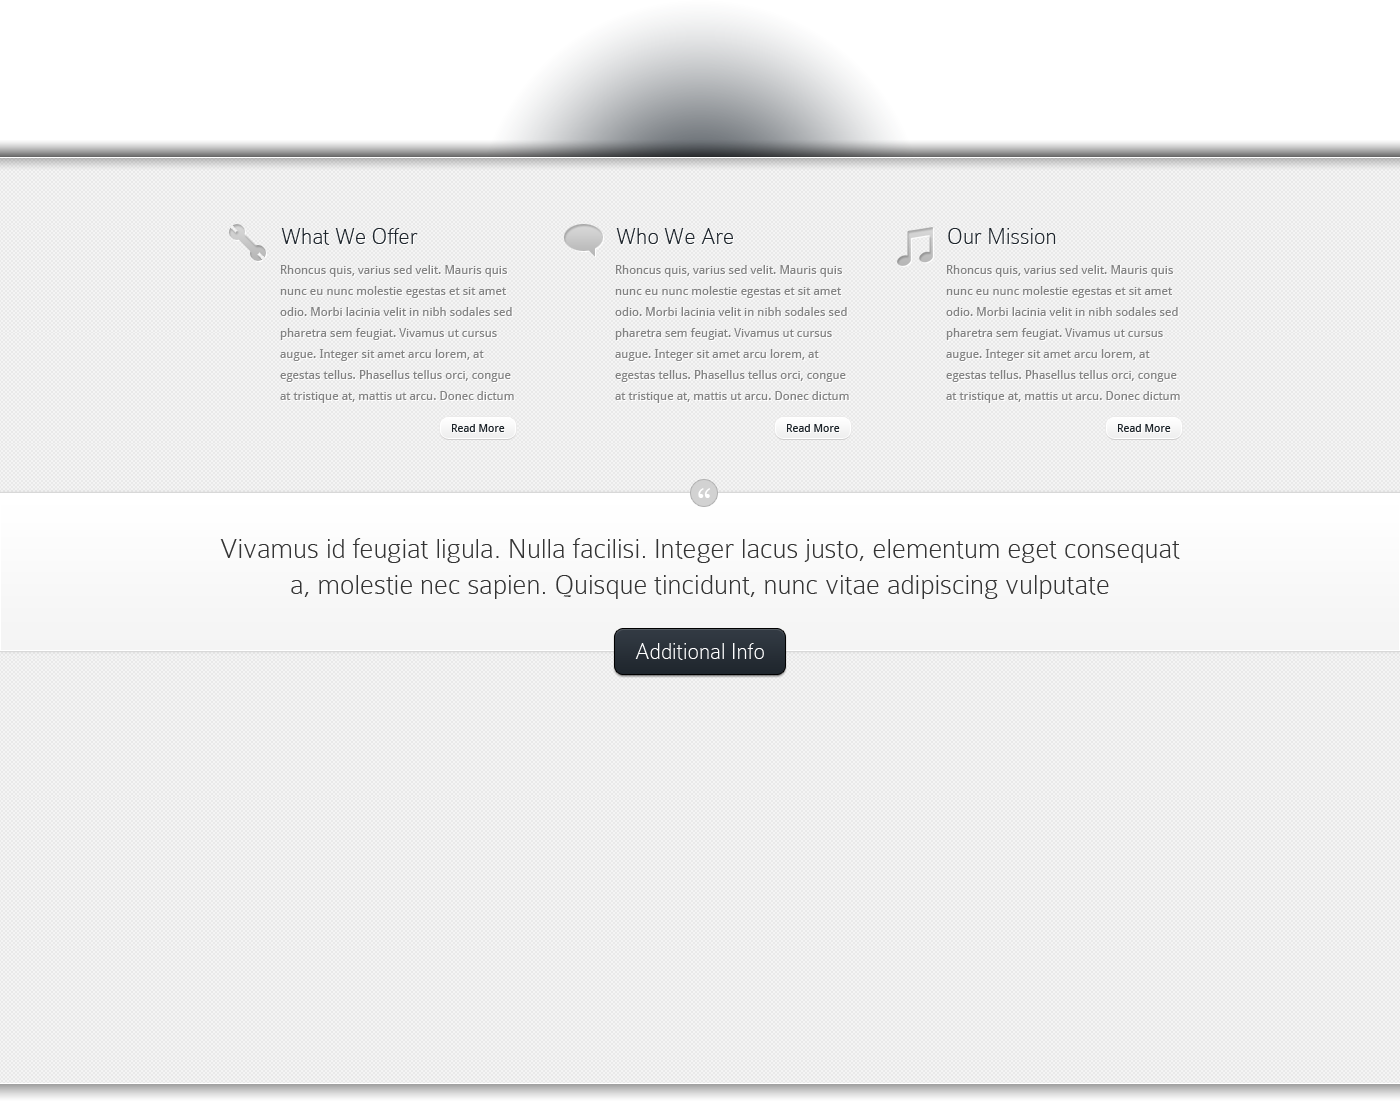 What We Offer
Rhoncus quis, varius sed velit. Mauris quis
nunc eu nunc molestie egestas et sit amet
odio. Morbi lacinia velit in nibh sodales sed
pharetra sem feugiat. Vivamus ut cursus
augue. Integer sit amet arcu lorem, at
egestas tellus. Phasellus tellus orci, congue
at tristique at, mattis ut arcu. Donec dictum
Read More
Who We Are
Rhoncus quis, varius sed velit. Mauris quis
nunc eu nunc molestie egestas et sit amet
odio. Morbi lacinia velit in nibh sodales sed
pharetra sem feugiat. Vivamus ut cursus
augue. Integer sit amet arcu lorem, at
egestas tellus. Phasellus tellus orci, congue
at tristique at, mattis ut arcu. Donec dictum
Read More
Our Mission
Rhoncus quis, varius sed velit. Mauris quis
nunc eu nunc molestie egestas et sit amet
odio. Morbi lacinia velit in nibh sodales sed
pharetra sem feugiat. Vivamus ut cursus
augue. Integer sit amet arcu lorem, at
egestas tellus. Phasellus tellus orci, congue
at tristique at, mattis ut arcu. Donec dictum
Read More
“
Vivamus id feugiat ligula. Nulla facilisi. Integer lacus justo, elementum eget consequat
a, molestie nec sapien. Quisque tincidunt, nunc vitae adipiscing vulputate
Additional Info